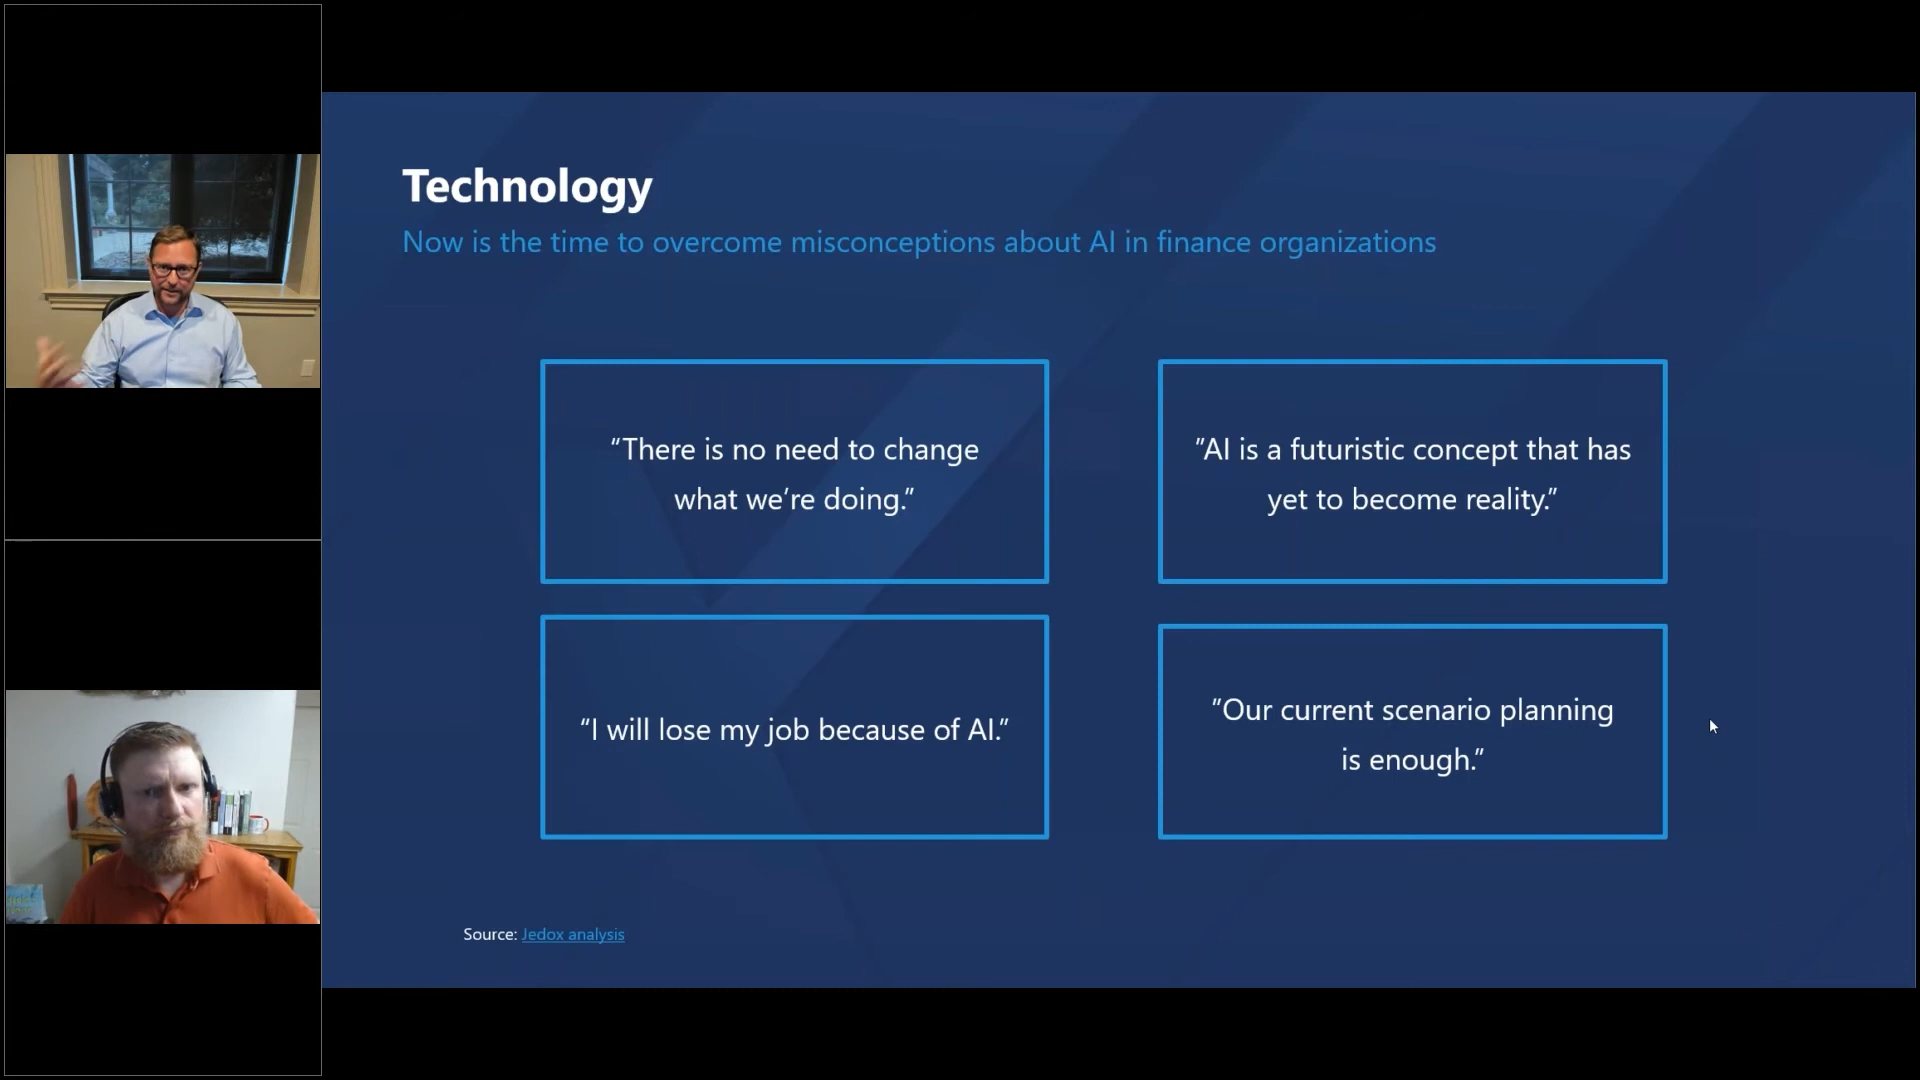 Technology
Now is the time to overcome misconceptions about AI in finance organizations
“There is no need to change
what we’re doing.”
”AI is a futuristic concept that has
yet to become reality.”
“I will lose my job because of AI.”
”Our current scenario planning
is enough.”
Source: Jedox analysis